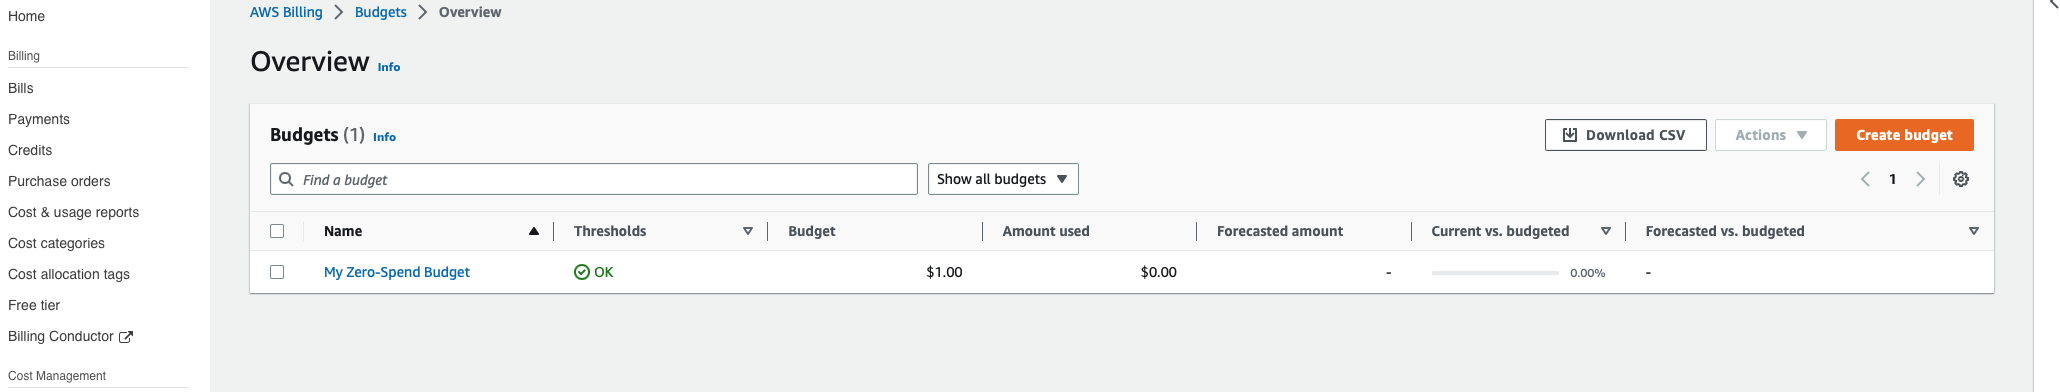 Home
AWS Billing Budgets Overview
Billing
Overview Info
Bills
Payments
Credits
Purchase orders
Cost & usage reports
Cost categories
Cost allocation tags
Free tier
Billing Conductor
Cost Management
Budgets (1) Info
Download CSV
Actions
Create budget
Find a budget
Show all budgets
1
Name Thresholds Budget Amount used Forecasted amount Current vs. budgeted Forecasted vs. budgeted
My Zero-Spend Budget OK $1.00 $0.00 - 0.00% -